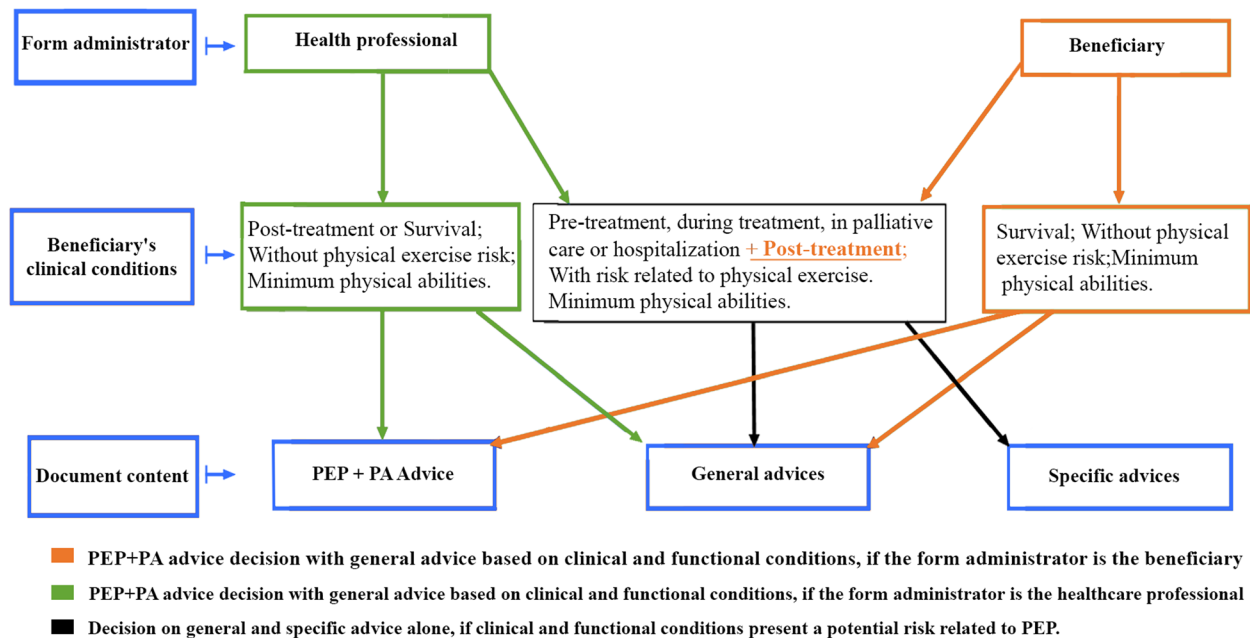 Form administrator
Health professional
Beneficiary
Beneficiary's
clinical conditions
Post-treatment or Survival;
Without physical exercise risk;
Minimum physical abilities.
Pre-treatment, during treatment, in palliative
care or hospitalization + Post-treatment;
With risk related to physical exercise.
Minimum physical abilities.
Survival; Without physical
exercise risk;Minimum
physical abilities.
Document content
PEP + PA Advice
General advices
Specific advices
PEP+PA advice decision with general advice based on clinical and functional conditions, if the form administrator is the beneficiary
PEP+PA advice decision with general advice based on clinical and functional conditions, if the form administrator is the healthcare professional
Decision on general and specific advice alone, if clinical and functional conditions present a potential risk related to PEP.